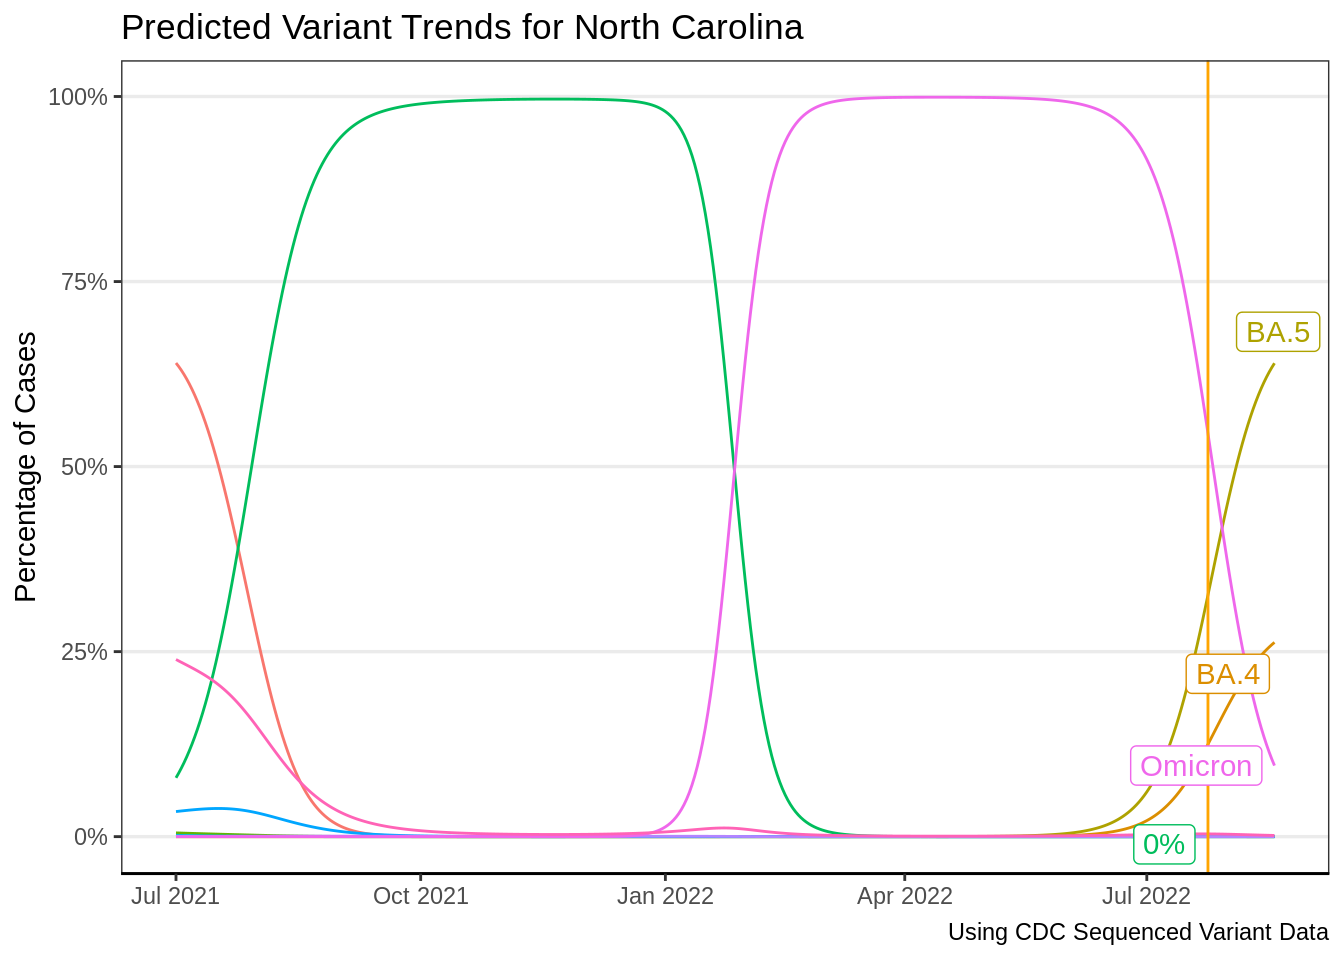 Predicted Variant Trends for North Carolina
Percentage of Cases
100%
75%
50%
25%
0%
BA.5
BA.4
Omicron
0%
Jul 2021
Oct 2021
Jan 2022
Apr 2022
Jul 2022
Using CDC Sequenced Variant Data